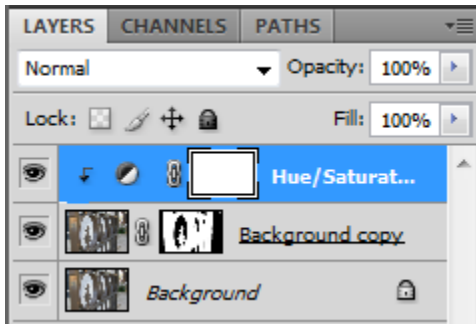 LAYERS CHANNELS PATHS
Normal Opacity: 100%
Lock: Fill: 100%
Hue/Saturat...
Background copy
Background